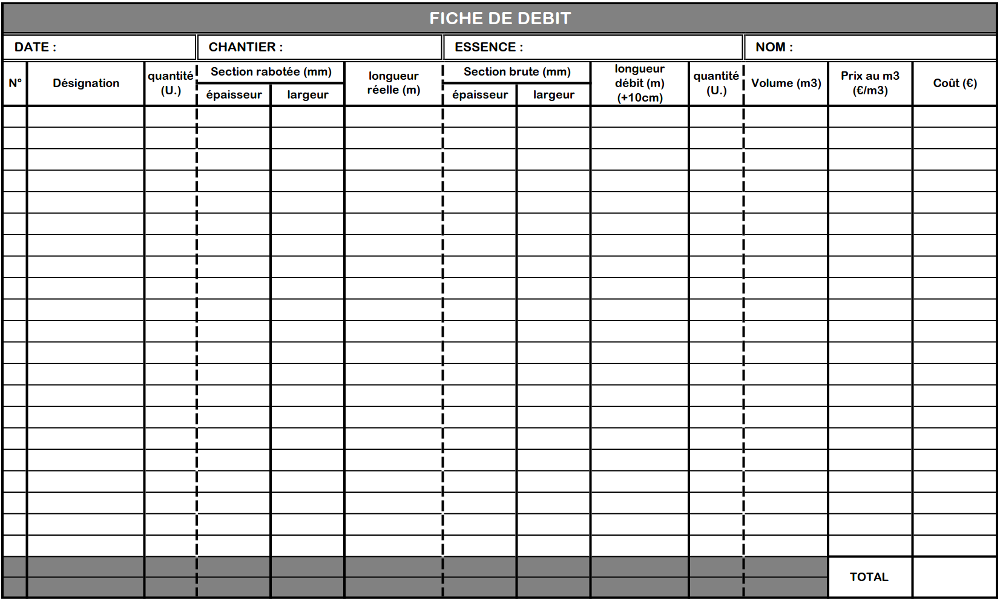 FICHE DE DEBIT
DATE :
CHANTIER :
ESSENCE :
NOM :
N°
Désignation
quantité
(U.)
Section rabotée (mm)
épaisseur
largeur
longueur
réelle (m)
Section brute (mm)
épaisseur
largeur
longueur
débit (m)
(+10cm)
quantité
(U.)
Volume (m3)
Prix au m3
(€/m3)
Coût (€)
TOTAL